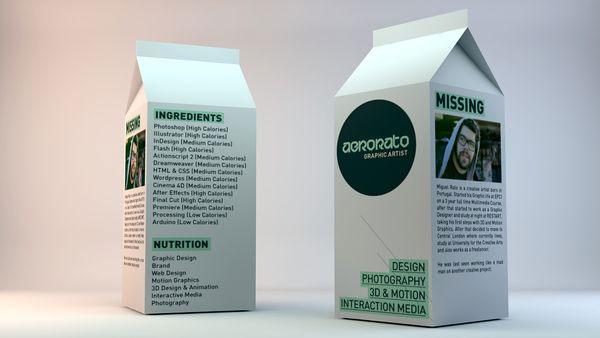 INGREDIENTS
Photoshop (High Calories)
Illustrator (High Calories)
InDesign (Medium Calories)
Flash (High Calories)
Actionscript 2 (Medium Calories)
Dreamweaver (Medium Calories)
HTML & CSS (Medium Calories)
Wordpress (Medium Calories)
Cinema 4D (Medium Calories)
After Effects (High Calories)
Final Cut (High Calories)
Premiere (Medium Calories)
Processing (Low Calories)
Arduino (Low Calories)
NUTRITION
Graphic Design
Brand
Web Design
Motion Graphics
3D Design & Animation
Interactive Media
Photography
aerorato
GRAPHIC ARTIST
DESIGN
PHOTOGRAPHY
3D & MOTION
INTERACTIVE MEDIA
MISSING
Miguel Rato is a creative artist born in
Portugal. Started his Graphic life at EPCI
on a 3 year full time Multimedia Course,
after that started to work as a Graphic
Designer and study at night at RESTART,
taking his first steps with 3D and Motion
Graphics. After that decided to move to
Central London where currently lives,
study at University for the Creative Arts
and also works as a freelancer.
He was last seen working like a mad
man on another creative project.